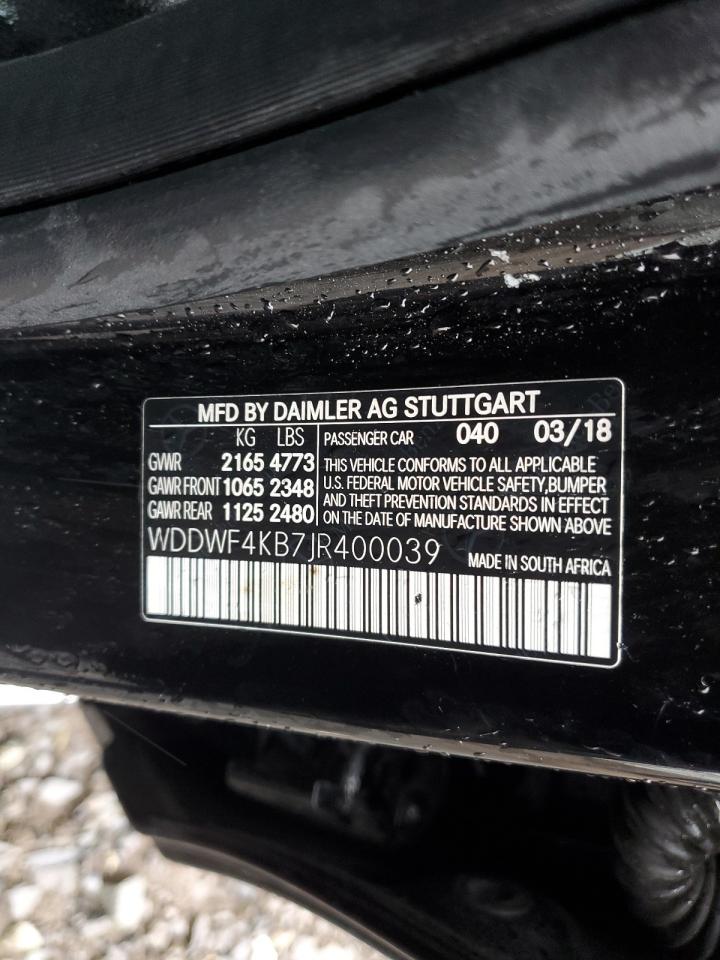 MFD BY DAIMLER AG STUTTGART
KG LBS
GVWR 2165 4773
GAWR FRONT 1065 2348
GAWR REAR 1125 2480
PASSENGER CAR 040 03/18
THIS VEHICLE CONFORMS TO ALL APPLICABLE
U.S. FEDERAL MOTOR VEHICLE SAFETY,BUMPER
AND THEFT PREVENTION STANDARDS IN EFFECT
ON THE DATE OF MANUFACTURE SHOWN ABOVE
WDDWF4KB7JR400039
MADE IN SOUTH AFRICA